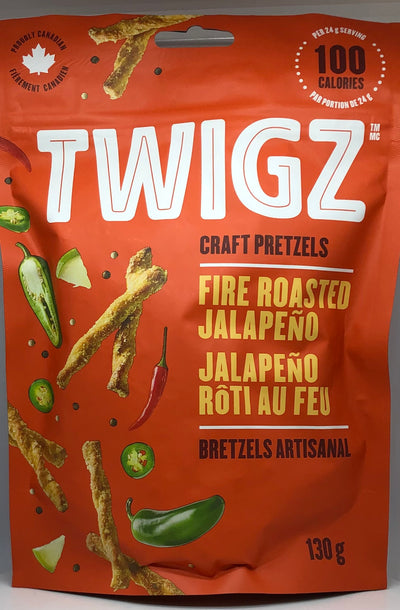 PROUDLY CANADIAN
FIÈREMENT CANADIEN
PER 24 g SERVING
100
CALORIES
PAR PORTION DE 24 g
TWIGZ
TM
MC
CRAFT PRETZELS
FIRE ROASTED
JALAPEÑO
JALAPEÑO
RÔTI AU FEU
BRETZELS ARTISANAL
130 g